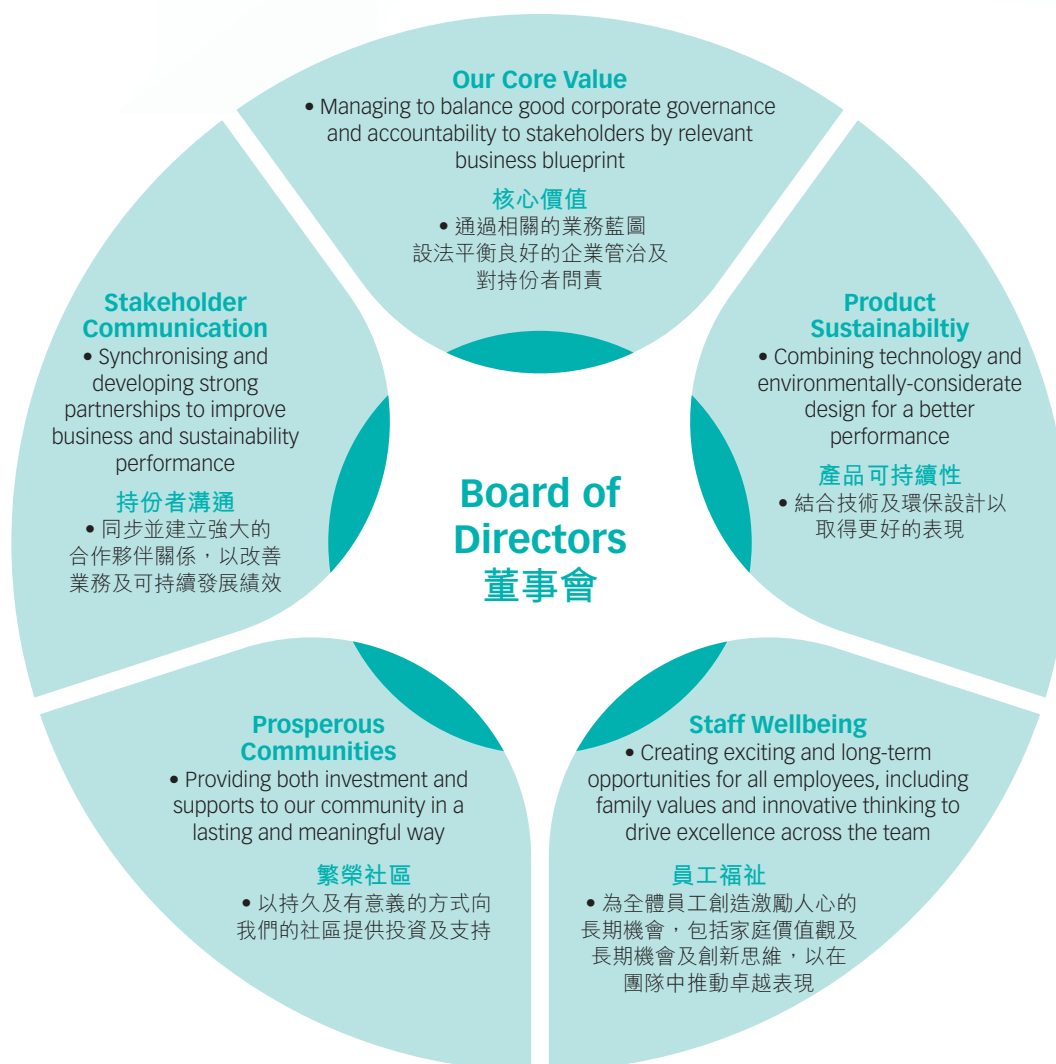 Our Core Value
• Managing to balance good corporate governance
and accountability to stakeholders by relevant
business blueprint
核心價值
• 通過相關的業務藍圖
設法平衡良好的企業管治及
對持份者問責
Stakeholder
Communication
• Synchronising and
developing strong
partnerships to improve
business and sustainability
performance
持份者溝通
• 同步並建立強大的
合作夥伴關係，以改善
業務及可持續發展績效
Product
Sustainabiltiy
• Combining technology and
environmentally-considerate
design for a better
performance
產品可持續性
• 結合技術及環保設計以
取得更好的表現
Board of
Directors
董事會
Prosperous
Communities
• Providing both investment and
supports to our community in a
lasting and meaningful way
繁榮社區
• 以持久及有意義的方式向
我們的社區提供投資及支持
Staff Wellbeing
• Creating exciting and long-term
opportunities for all employees, including
family values and innovative thinking to
drive excellence across the team
員工福祉
• 為全體員工創造激勵人心的
長期機會，包括家庭價值觀及
長期機會及創新思維，以在
團隊中推動卓越表現